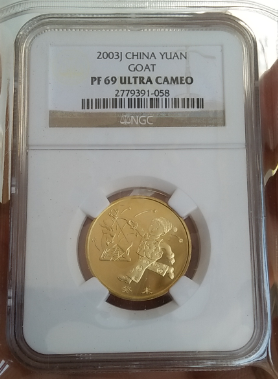 2003J CHINA YUAN
GOAT
PF 69 ULTRA CAMEO
2779391-058
NGC